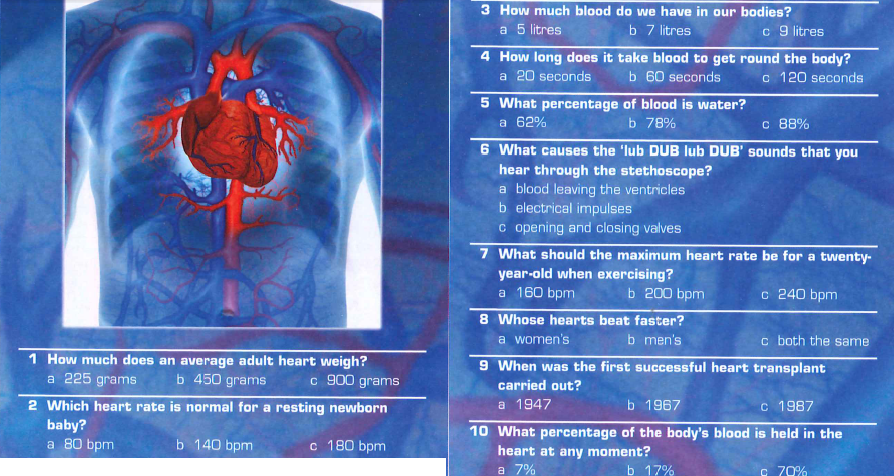 1 How much does an average adult heart weigh?
a 225 grams b 450 grams c 900 grams
2 Which heart rate is normal for a resting newborn
baby?
a 80 bpm b 140 bpm c 180 bpm
3 How much blood do we have in our bodies?
a 5 litres b 7 litres c 9 litres
4 How long does it take blood to get round the body?
a 20 seconds b 60 seconds c 120 seconds
5 What percentage of blood is water?
a 62% b 78% c 88%
6 What causes the ‘lub DUB lub DUB’ sounds that you
hear through the stethoscope?
a blood leaving the ventricles
b electrical impulses
c opening and closing valves
7 What should the maximum heart rate be for a twenty-
year-old when exercising?
a 160 bpm b 200 bpm c 240 bpm
8 Whose hearts beat faster?
a women's b men's c both the same
9 When was the first successful heart transplant
carried out?
a 1947 b 1967 c 1987
10 What percentage of the body's blood is held in the
heart at any moment?
a 7% b 17% c 70%